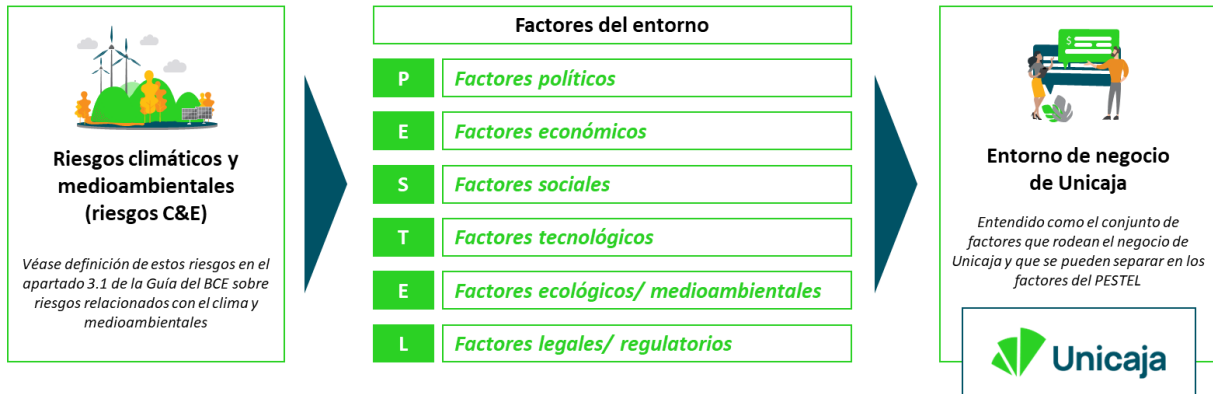 Riesgos climáticos y
medioambientales
(riesgos C&E)
Véase definición de estos riesgos en el
apartado 3.1 de la Guía del BCE sobre
riesgos relacionados con el clima y
medioambientales
Factores del entorno
P Factores políticos
E Factores económicos
S Factores sociales
T Factores tecnológicos
E Factores ecológicos/ medioambientales
L Factores legales/ regulatorios
$
Entorno de negocio
de Unicaja
Entendido como el conjunto de
factores que rodean el negocio de
Unicaja y que se pueden separar en los
factores del PESTEL
Unicaja